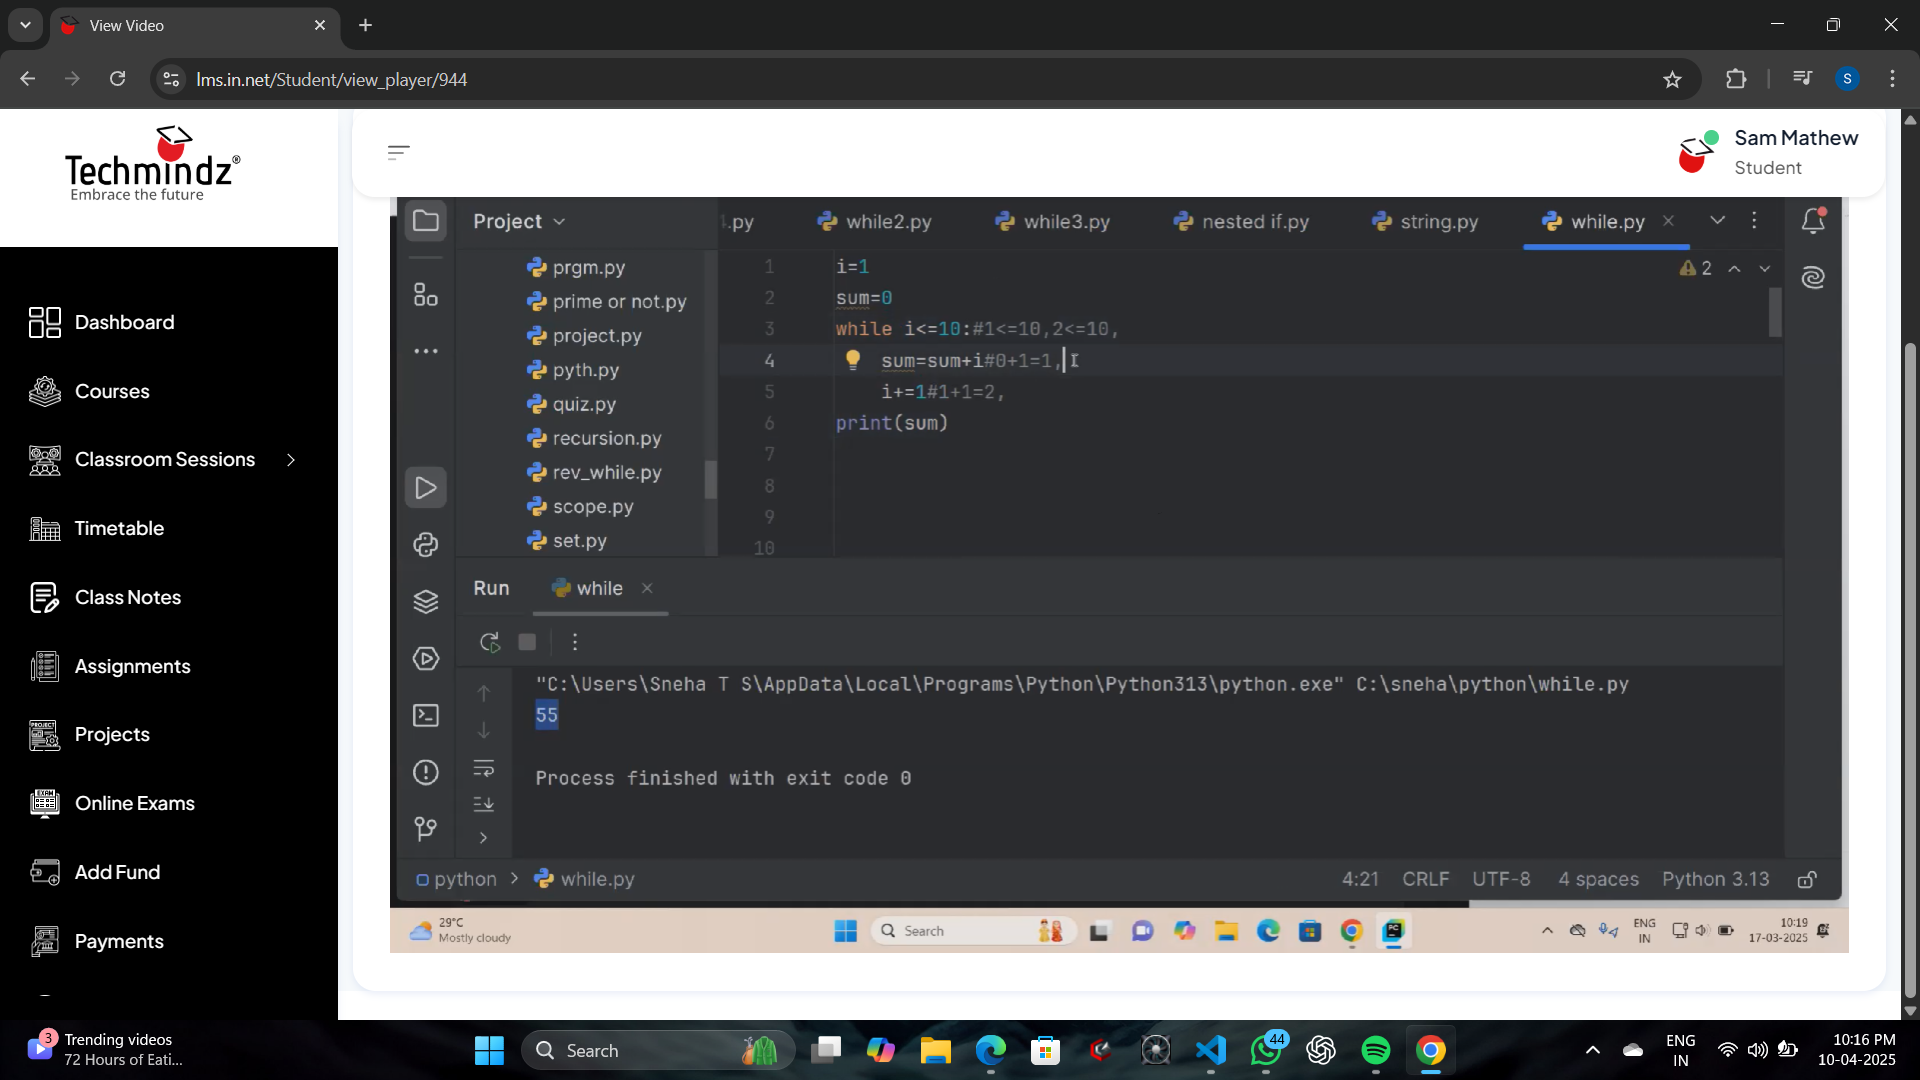 View Video
lms.in.net/Student/view_player/944
S
Techmindz®
Embrace the future
Sam Mathew
Student
Dashboard
Courses
Classroom Sessions
Timetable
Class Notes
Assignments
Projects
Online Exams
Add Fund
Payments
Project
.py
while2.py
while3.py
nested if.py
string.py
while.py
prgm.py
prime or not.py
project.py
pyth.py
quiz.py
recursion.py
rev_while.py
scope.py
set.py
2
1 i=1
2 sum=0
3 while i<=10:#1<=10,2<=10,
4 sum=sum+i#0+1=1,
5 i+=1#1+1=2,
6 print(sum)
7
8
9
10
Run
while
"C:\Users\Sneha T S\AppData\Local\Programs\Python\Python313\python.exe" C:\sneha\python\while.py
55
Process finished with exit code 0
python > while.py
4:21 CRLF UTF-8 4 spaces Python 3.13
29°C
Mostly cloudy
Search
ENG
IN
10:19
17-03-2025
3
Trending videos
72 Hours of Eati...
Search
44
ENG
IN
10:16 PM
10-04-2025